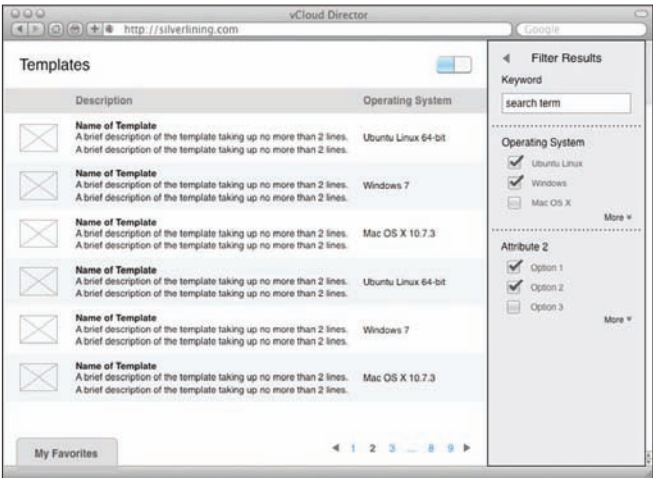 vCloud Director
http://silverlining.com
Google
Templates
Description Operating System
Name of Template
A brief description of the template taking up no more than 2 lines.
A brief description of the template taking up no more than 2 lines.
Ubuntu Linux 64-bit
Name of Template
A brief description of the template taking up no more than 2 lines.
A brief description of the template taking up no more than 2 lines.
Windows 7
Name of Template
A brief description of the template taking up no more than 2 lines.
A brief description of the template taking up no more than 2 lines.
Mac OS X 10.7.3
Name of Template
A brief description of the template taking up no more than 2 lines.
A brief description of the template taking up no more than 2 lines.
Ubuntu Linux 64-bit
Name of Template
A brief description of the template taking up no more than 2 lines.
A brief description of the template taking up no more than 2 lines.
Windows 7
Name of Template
A brief description of the template taking up no more than 2 lines.
A brief description of the template taking up no more than 2 lines.
Mac OS X 10.7.3
My Favorites
1 2 3 ... 8 9
Filter Results
Keyword
search term
Operating System
Ubuntu Linux
Windows
Mac OS X
More
Attribute 2
Option 1
Option 2
Option 3
More